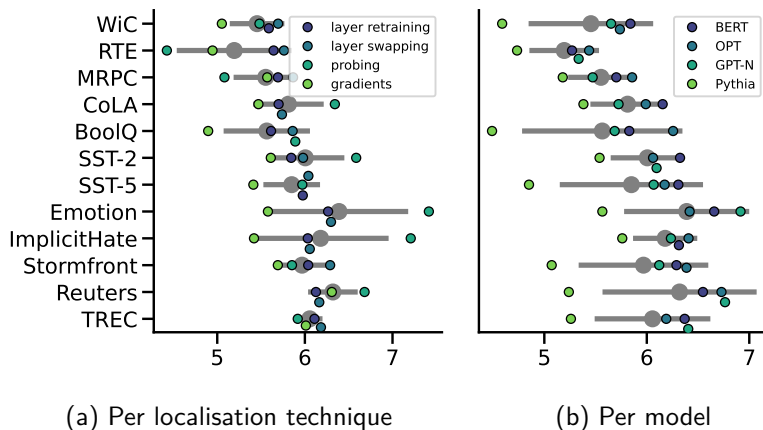 WiC
RTE
MRPC
CoLA
BoolQ
SST-2
SST-5
Emotion
ImplicitHate
Stormfront
Reuters
TREC
layer retraining
layer swapping
probing
gradients
5 6 7
(a) Per localisation technique
BERT
OPT
GPT-N
Pythia
5 6 7
(b) Per model